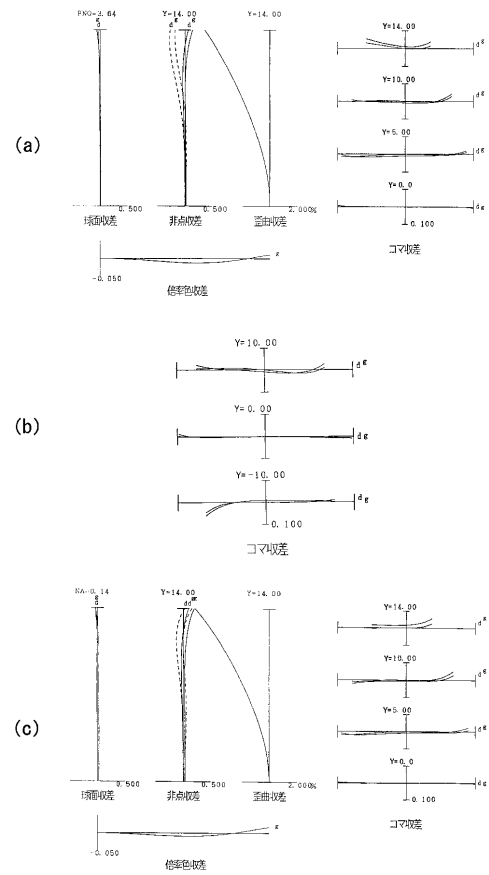 (a)
FNO=3.64
g
d
0.500
球面収差
Y=14.00
d g d g
0.500
非点収差
Y=14.00
2.000%
歪曲収差
-0.050
g
倍率色収差
Y=14.00
d g
Y=10.00
d g
Y=5.00
d g
Y=0.0
d g
0.100
コマ収差
(b)
Y=10.00
d g
Y=0.00
d g
Y=-10.00
d g
0.100
コマ収差
(c)
NA=0.14
g
d
0.500
球面収差
Y=14.00
0.500
非点収差
Y=14.00
2.000%
歪曲収差
-0.050
g
倍率色収差
Y=14.00
d g
Y=10.00
d g
Y=5.00
d g
Y=0.0
d g
0.100
コマ収差